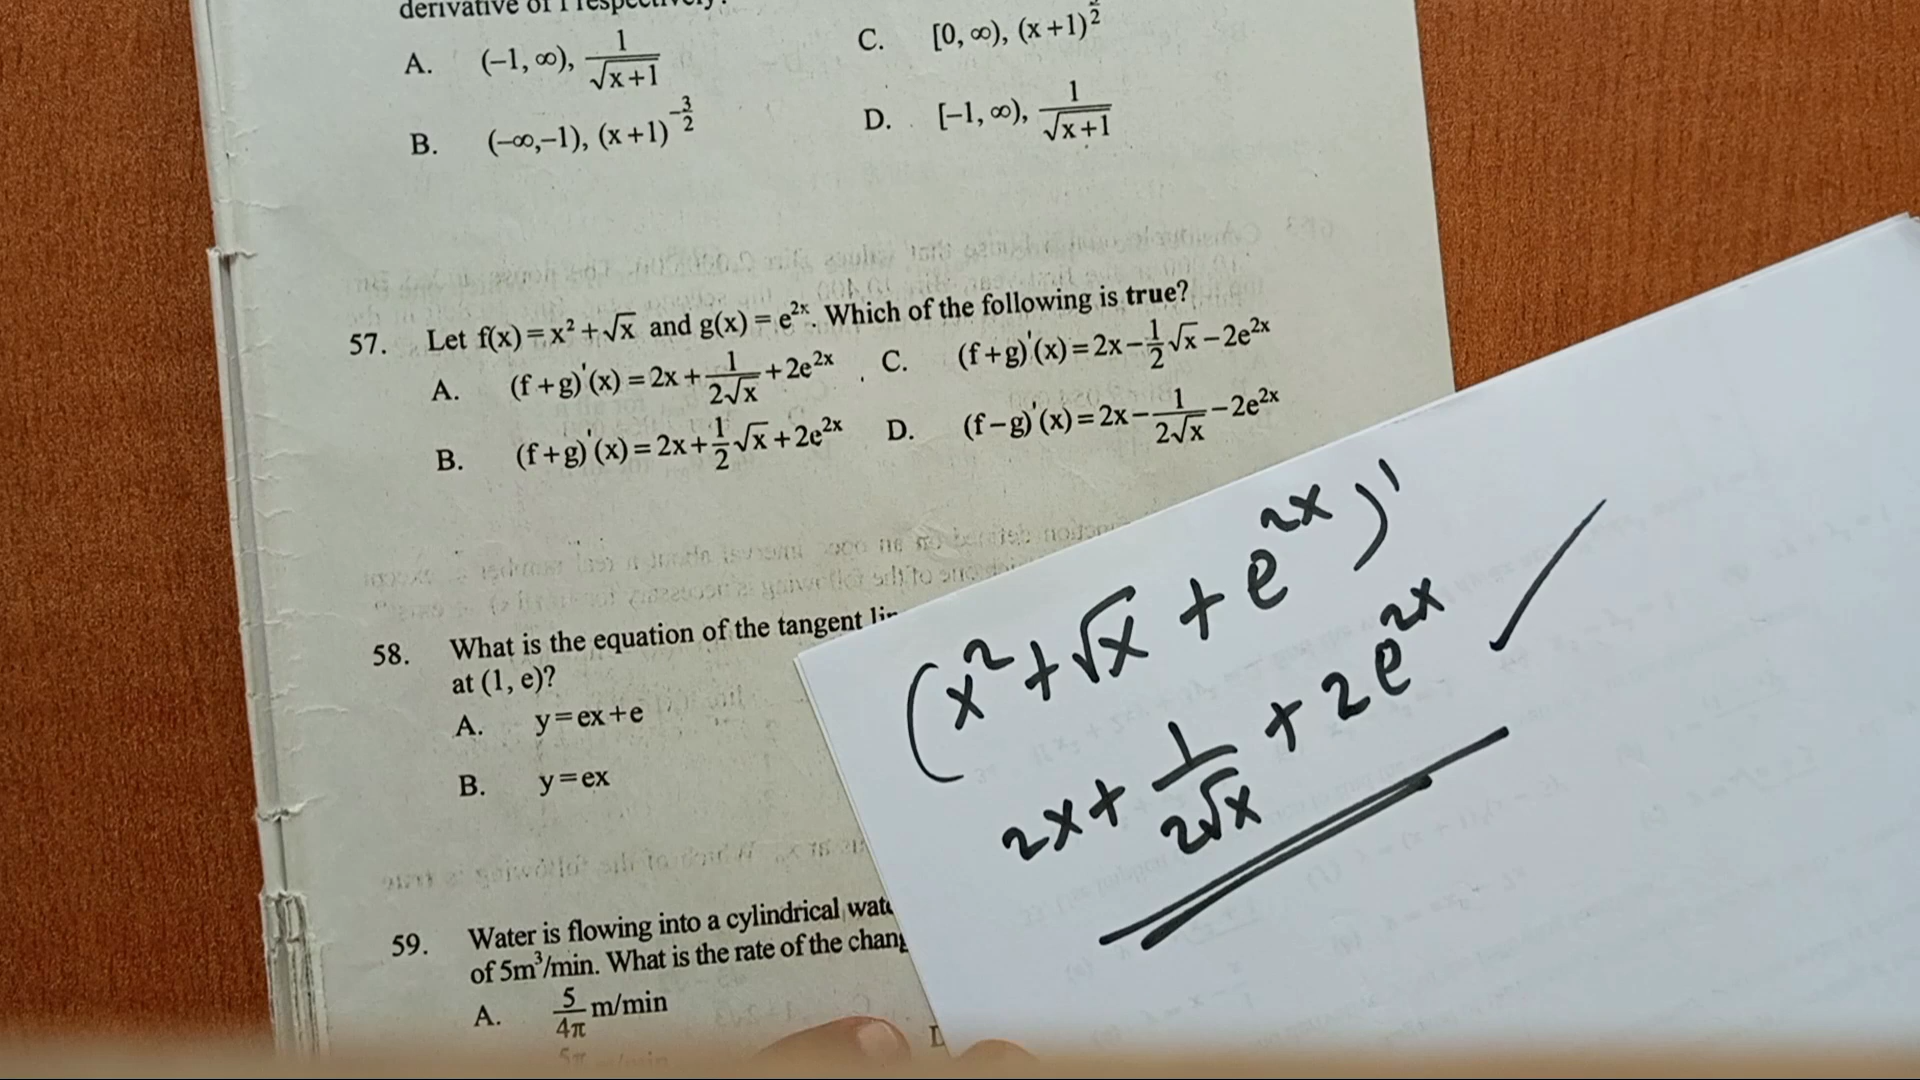 derivative of f respectively?
A. (−1, ∞), 1/√x+1
C. [0, ∞), (x+1)^2
B. (−∞,−1), (x+1)^−3/2
D. [−1, ∞), 1/√x+1
57. Let f(x) = x² + √x and g(x) = e^2x. Which of the following is true?
A. (f + g)'(x) = 2x + 1/2√x + 2e^2x
C. (f + g)'(x) = 2x − 1/2 √x − 2e^2x
B. (f + g)'(x) = 2x + 1/2 √x + 2e^2x
D. (f − g)'(x) = 2x − 1/2√x − 2e^2x
58. What is the equation of the tangent
at (1, e)?
A. y=ex+e
B. y=ex
59. Water is flowing into a cylindrical
of 5m³/min. What is the rate of the
A. 5/4π m/min
(x² + √x + e^2x)'
2x + 1/2√x + 2e^2x